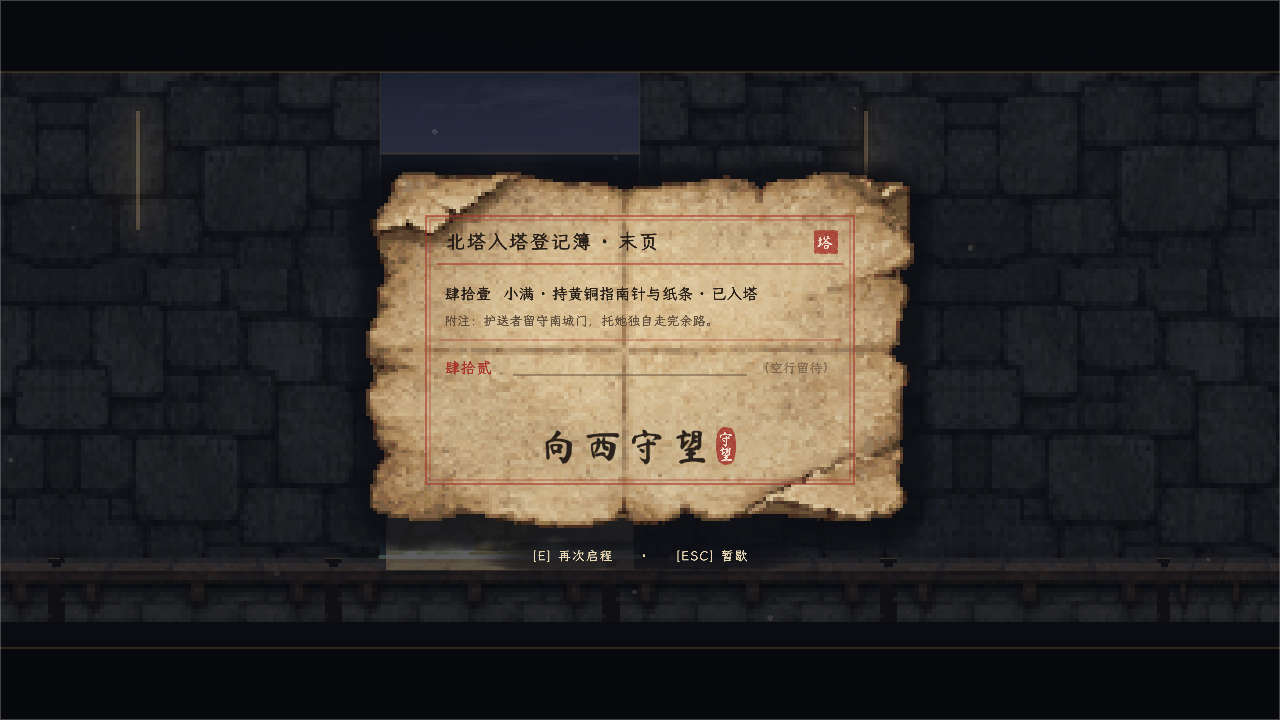 北塔入塔登记簿 · 末页
塔
肆拾壹 小满 · 持黄铜指南针与纸条 · 已入塔
附注：护送者留守南城门，托她独自走完余路。
肆拾贰 （空行留待）
向西守望
守望
[E] 再次启程 · [ESC] 暂歇